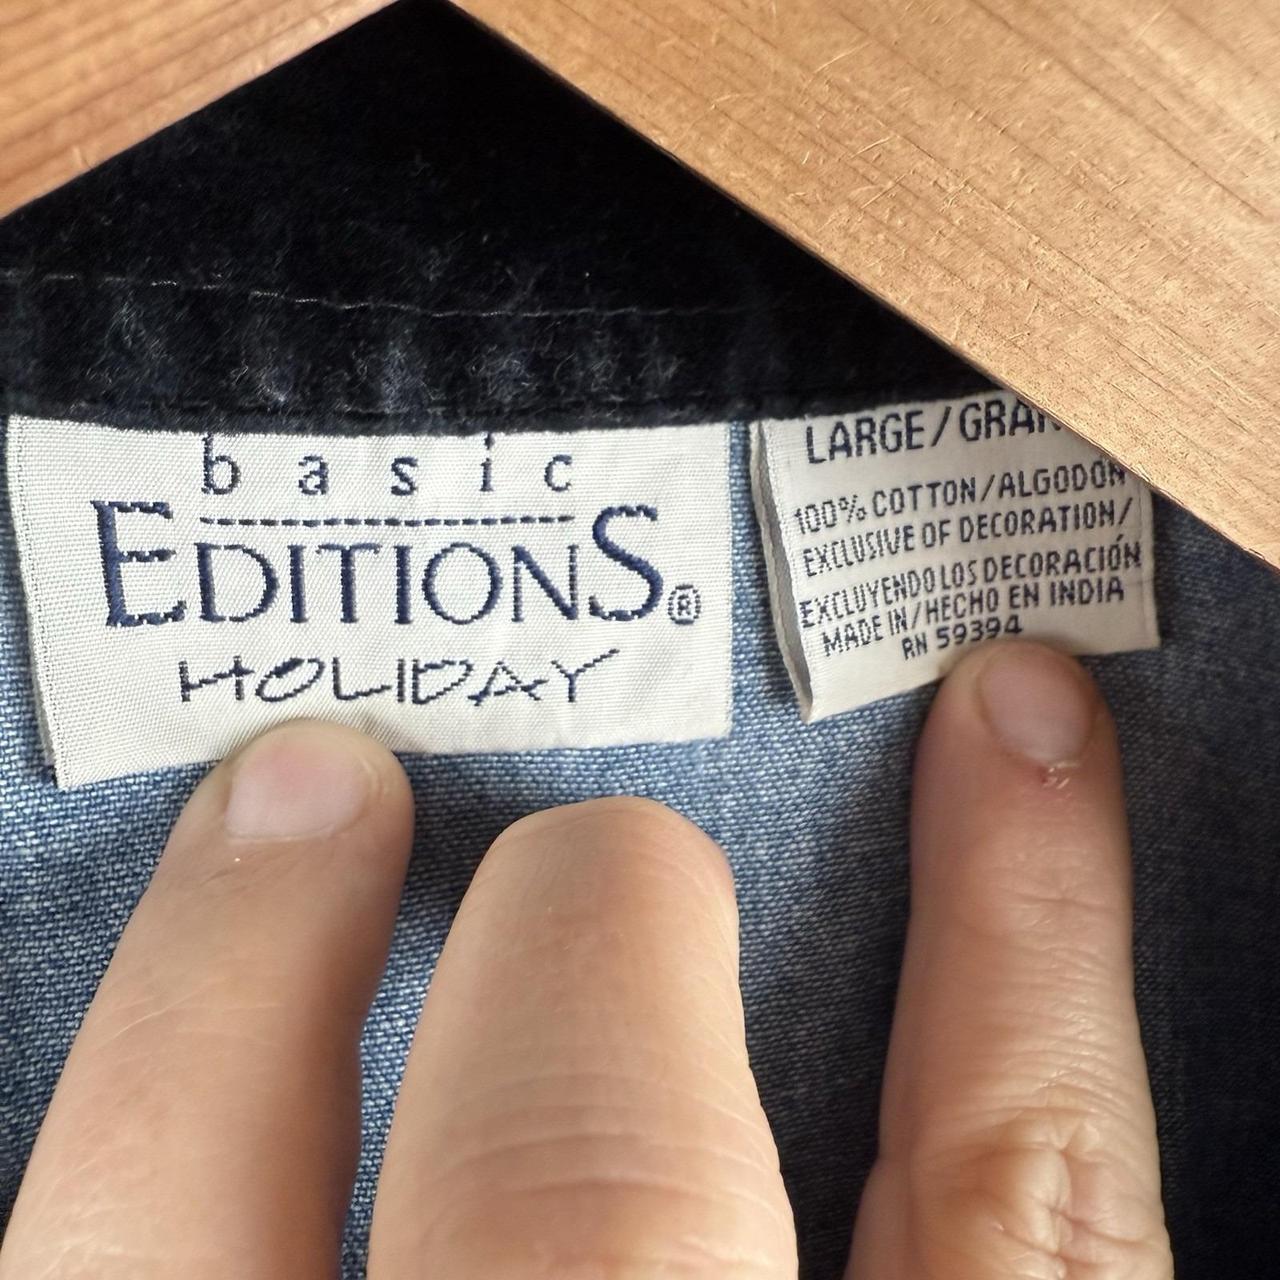 basic
EDITIONS®
HOLIDAY
LARGE/GRAN
100% COTTON/ALGODON
EXCLUSIVE OF DECORATION/
EXCLUYENDO LOS DECORACIÓN
MADE IN/HECHO EN INDIA
RN 59394